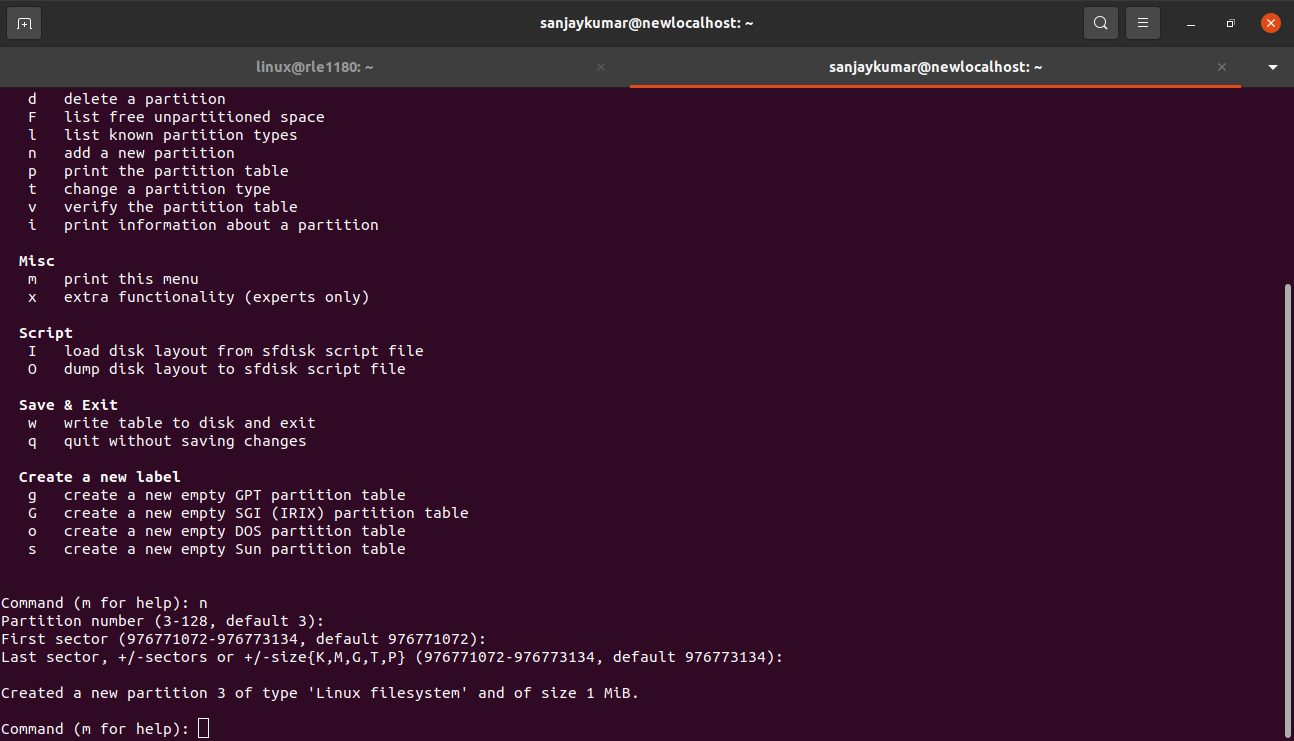 sanjaykumar@newlocalhost: ~
linux@rle1180: ~
sanjaykumar@newlocalhost: ~
d   delete a partition
F   list free unpartitioned space
l   list known partition types
n   add a new partition
p   print the partition table
t   change a partition type
v   verify the partition table
i   print information about a partition
Misc
m   print this menu
x   extra functionality (experts only)
Script
I   load disk layout from sfdisk script file
O   dump disk layout to sfdisk script file
Save & Exit
w   write table to disk and exit
q   quit without saving changes
Create a new label
g   create a new empty GPT partition table
G   create a new empty SGI (IRIX) partition table
o   create a new empty DOS partition table
s   create a new empty Sun partition table
Command (m for help): n
Partition number (3-128, default 3):
First sector (976771072-976773134, default 976771072):
Last sector, +/-sectors or +/-size{K,M,G,T,P} (976771072-976773134, default 976773134):
Created a new partition 3 of type 'Linux filesystem' and of size 1 MiB.
Command (m for help):